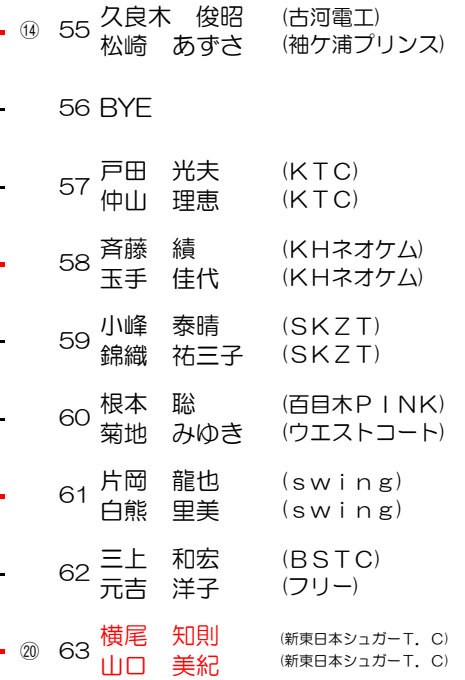 ⑭ 55 久良木　俊昭 (古河電工)
松崎　あずさ (袖ケ浦プリンス)
56 BYE
57 戸田　光夫 (ＫＴＣ)
仲山　理恵 (ＫＴＣ)
58 斉藤　績 (ＫＨネオケム)
玉手　佳代 (ＫＨネオケム)
59 小峰　泰晴 (ＳＫＺＴ)
錦織　祐三子 (ＳＫＺＴ)
60 根本　聡 (百目木ＰＩＮＫ)
菊地　みゆき (ウエストコート)
61 片岡　龍也 (ｓｗｉｎｇ)
白熊　里美 (ｓｗｉｎｇ)
62 三上　和宏 (ＢＳＴＣ)
元吉　洋子 (フリー)
⑳ 63 横尾　知則 (新東日本シュガーＴ．Ｃ)
山口　美紀 (新東日本シュガーＴ．Ｃ)